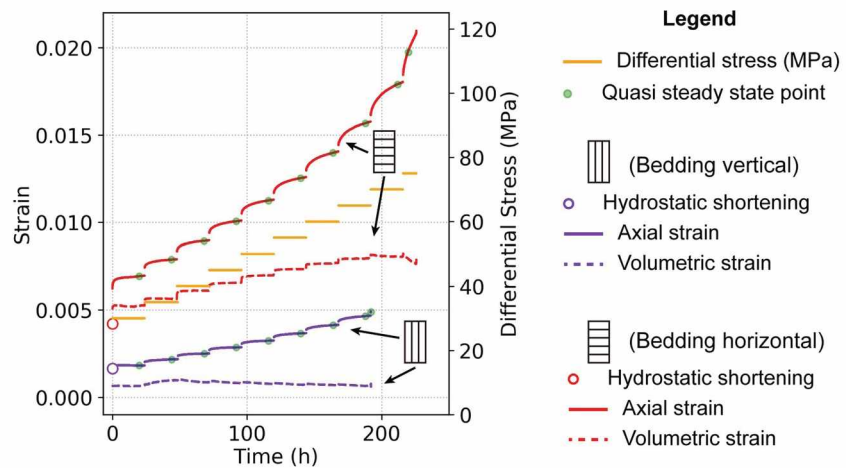 0.020
0.015
0.010
0.005
0.000
Strain
0
100
200
Time (h)
120
100
80
60
40
20
0
Differential Stress (MPa)
Legend
Differential stress (MPa)
Quasi steady state point
(Bedding vertical)
Hydrostatic shortening
Axial strain
Volumetric strain
(Bedding horizontal)
Hydrostatic shortening
Axial strain
Volumetric strain